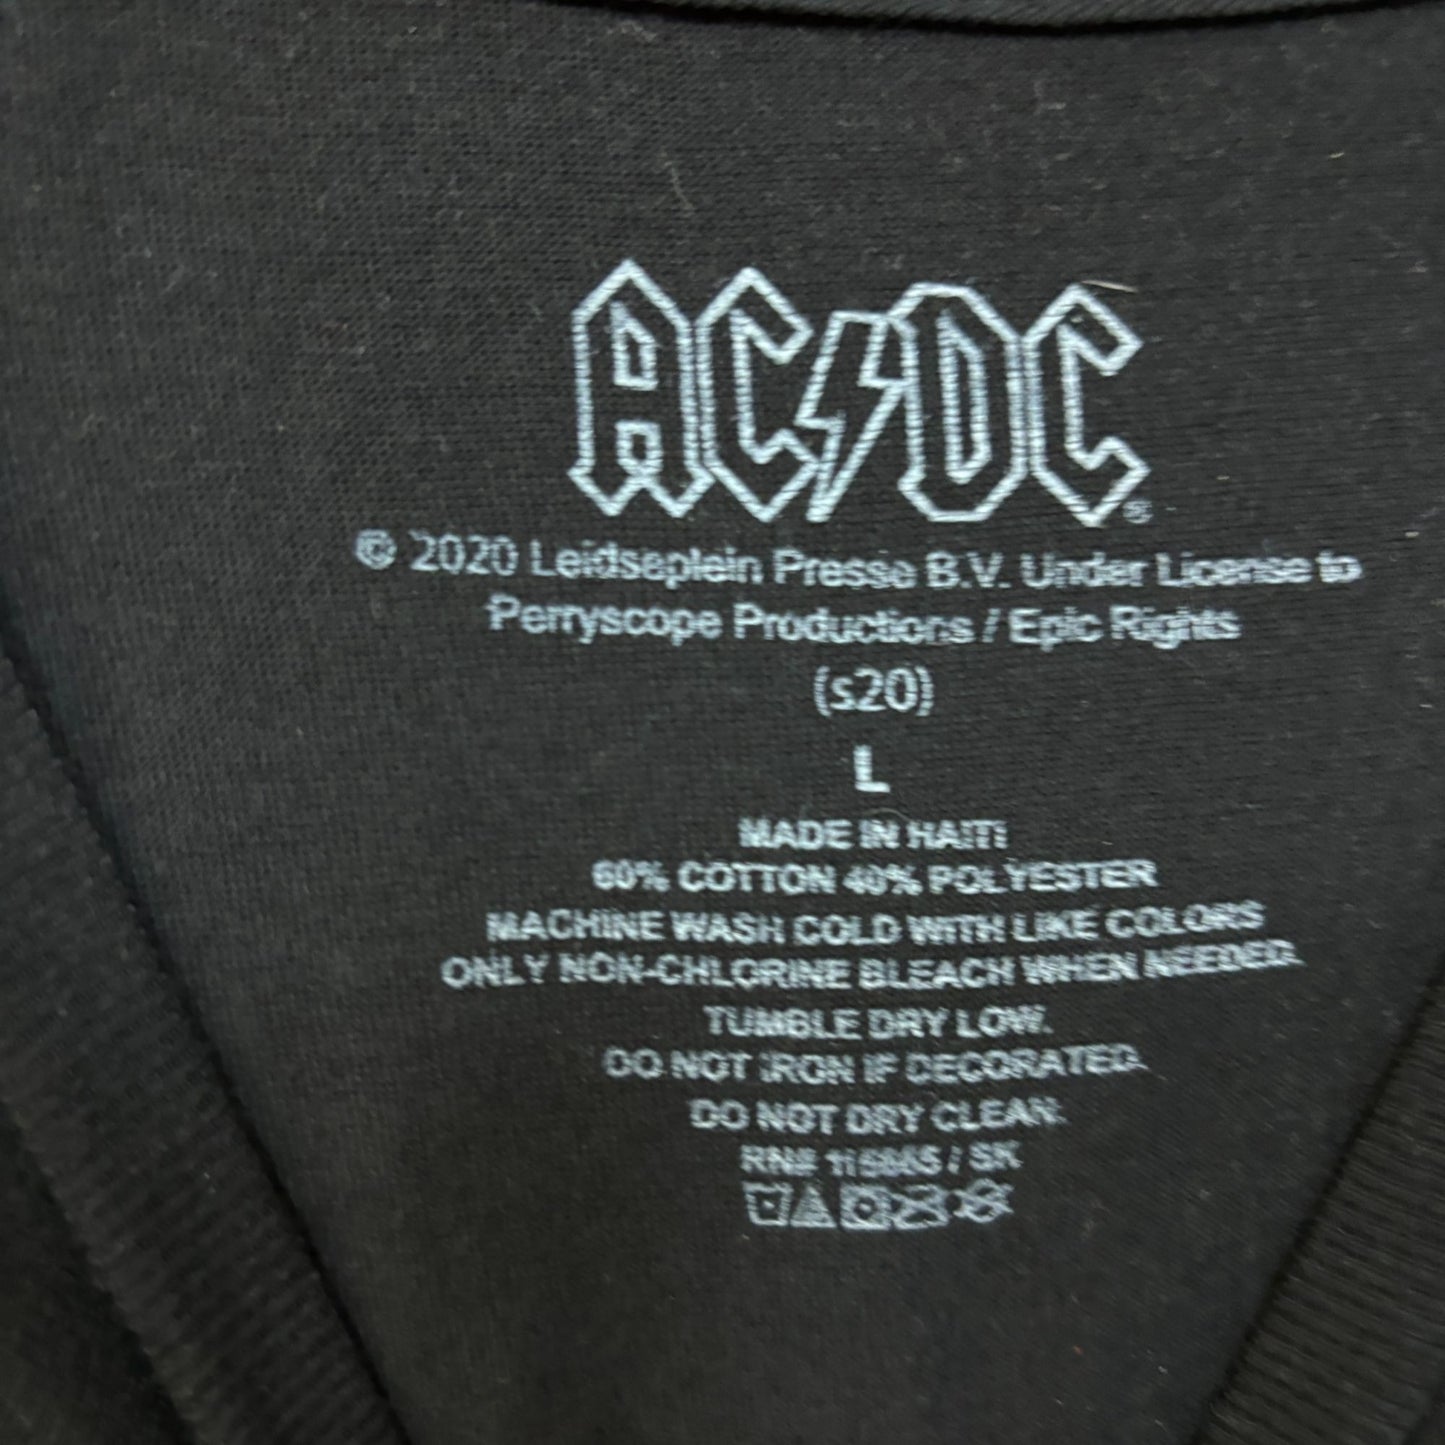 AC/DC®
© 2020 Leidseplein Presse B.V. Under License to
Perryscope Productions / Epic Rights
(s20)
L
MADE IN HAITI
60% COTTON 40% POLYESTER
MACHINE WASH COLD WITH LIKE COLORS
ONLY NON-CHLORINE BLEACH WHEN NEEDED.
TUMBLE DRY LOW.
DO NOT IRON IF DECORATED.
DO NOT DRY CLEAN.
RN# / SK